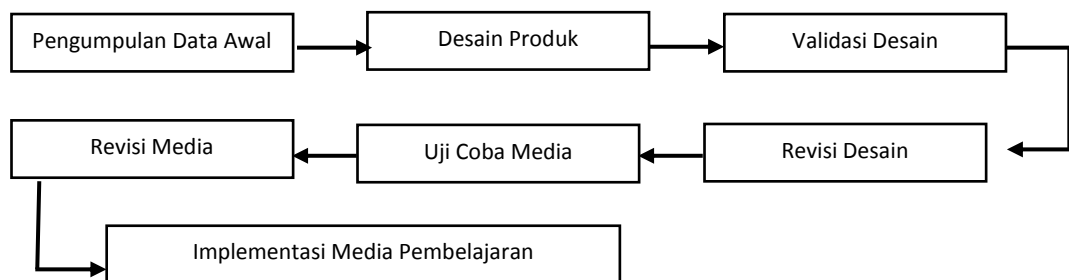 Pengumpulan Data Awal
Desain Produk
Validasi Desain
Revisi Desain
Uji Coba Media
Revisi Media
Implementasi Media Pembelajaran